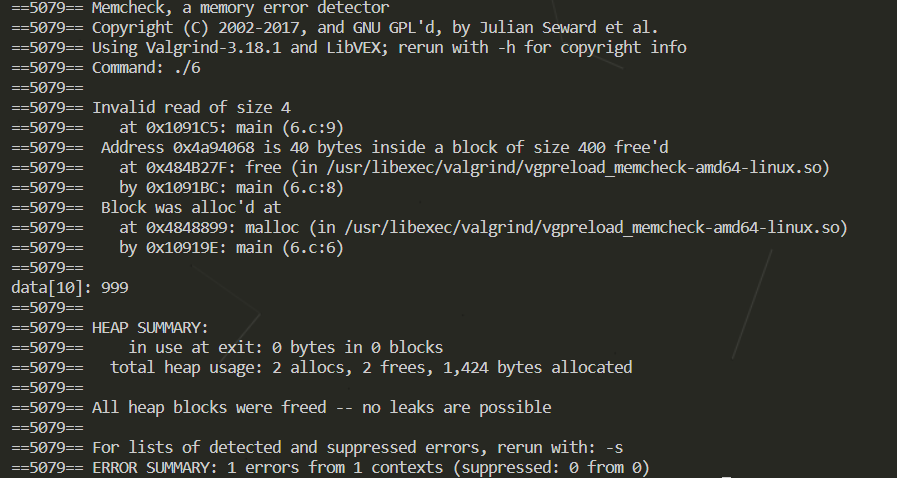 ==5079== Memcheck, a memory error detector
==5079== Copyright (C) 2002-2017, and GNU GPL'd, by Julian Seward et al.
==5079== Using Valgrind-3.18.1 and LibVEX; rerun with -h for copyright info
==5079== Command: ./6
==5079==
==5079== Invalid read of size 4
==5079==    at 0x1091C5: main (6.c:9)
==5079==  Address 0x4a94068 is 40 bytes inside a block of size 400 free'd
==5079==    at 0x484B27F: free (in /usr/libexec/valgrind/vgpreload_memcheck-amd64-linux.so)
==5079==    by 0x1091BC: main (6.c:8)
==5079==  Block was alloc'd at
==5079==    at 0x4848899: malloc (in /usr/libexec/valgrind/vgpreload_memcheck-amd64-linux.so)
==5079==    by 0x10919E: main (6.c:6)
==5079==
data[10]: 999
==5079==
==5079== HEAP SUMMARY:
==5079==     in use at exit: 0 bytes in 0 blocks
==5079==   total heap usage: 2 allocs, 2 frees, 1,424 bytes allocated
==5079==
==5079== All heap blocks were freed -- no leaks are possible
==5079==
==5079== For lists of detected and suppressed errors, rerun with: -s
==5079== ERROR SUMMARY: 1 errors from 1 contexts (suppressed: 0 from 0)